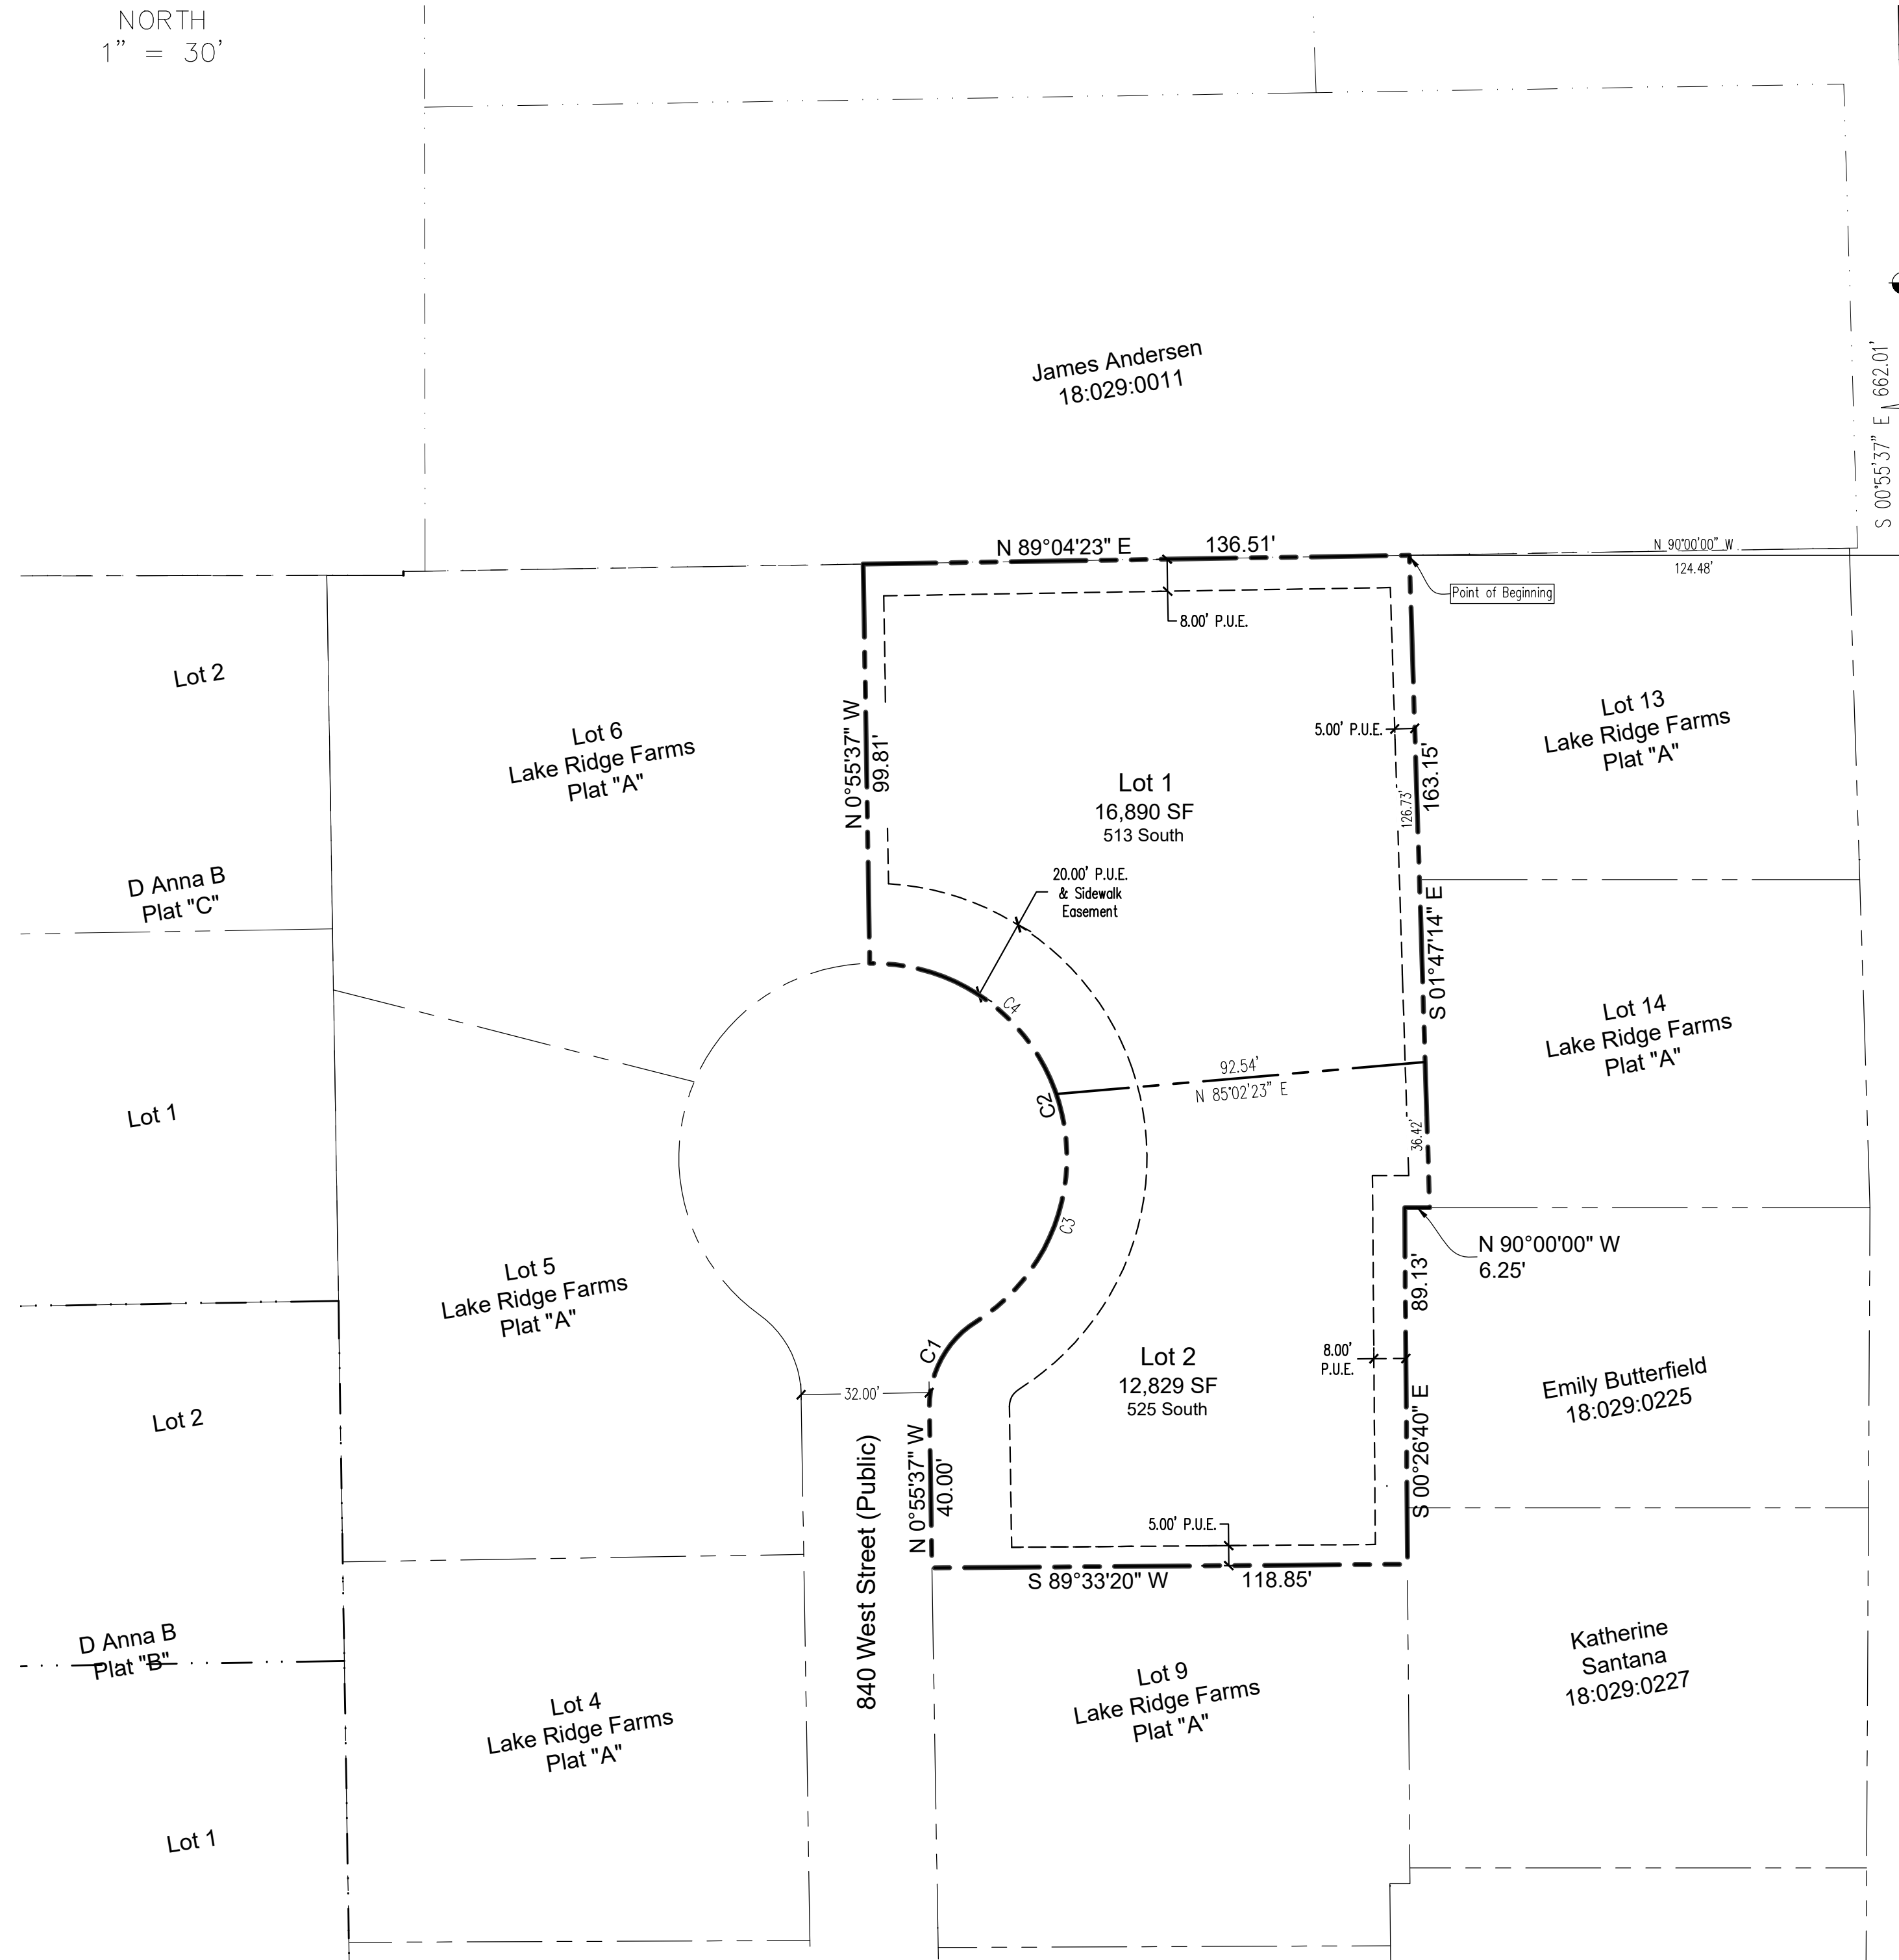 NORTH
1" = 30'
James Andersen
18:029:0011
S 00°55'37" E 662.01'
N 89°04'23" E 136.51'
N 90°00'00" W
124.48'
Point of Beginning
8.00' P.U.E.
Lot 2
Lot 6
Lake Ridge Farms
Plat "A"
N 0°55'37" W
99.81'
5.00' P.U.E.
Lot 1
16,890 SF
513 South
126.73'
163.15'
Lot 13
Lake Ridge Farms
Plat "A"
D Anna B
Plat "C"
20.00' P.U.E.
& Sidewalk
Easement
S 01°47'14" E
C4
Lot 14
Lake Ridge Farms
Plat "A"
92.54'
N 85°02'23" E
C2
Lot 1
36.42'
C3
N 90°00'00" W
6.25'
Lot 5
Lake Ridge Farms
Plat "A"
89.13'
C1
Lot 2
12,829 SF
525 South
8.00'
P.U.E.
Emily Butterfield
18:029:0225
32.00'
Lot 2
S 00°26'40" E
N 0°55'37" W
40.00'
5.00' P.U.E.
840 West Street (Public)
S 89°33'20" W 118.85'
D Anna B
Plat "B"
Katherine
Santana
18:029:0227
Lot 4
Lake Ridge Farms
Plat "A"
Lot 9
Lake Ridge Farms
Plat "A"
Lot 1